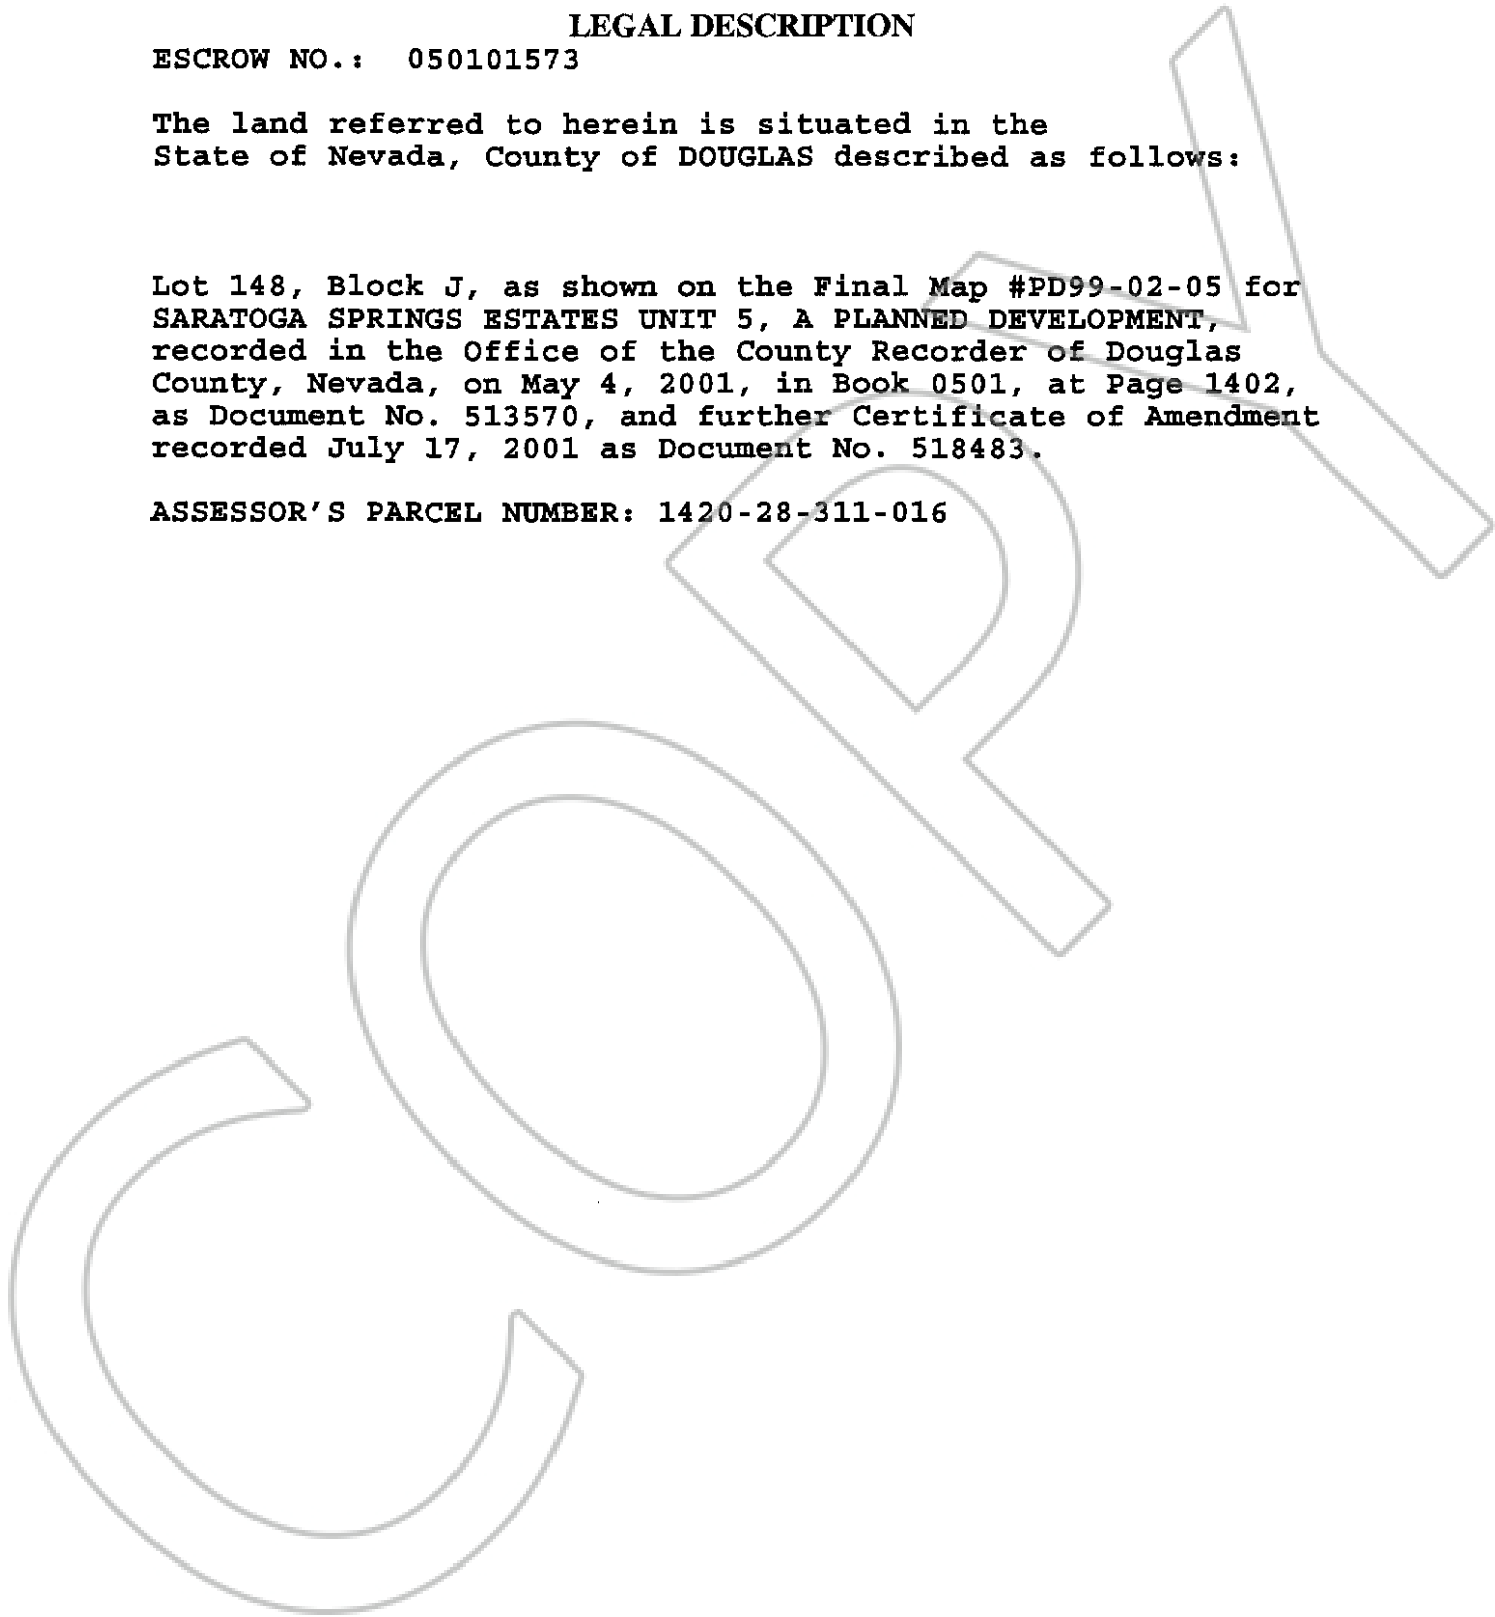 LEGAL DESCRIPTION
ESCROW NO.: 050101573
The land referred to herein is situated in the
State of Nevada, County of DOUGLAS described as follows:
Lot 148, Block J, as shown on the Final Map #PD99-02-05 for
SARATOGA SPRINGS ESTATES UNIT 5, A PLANNED DEVELOPMENT,
recorded in the Office of the County Recorder of Douglas
County, Nevada, on May 4, 2001, in Book 0501, at Page 1402,
as Document No. 513570, and further Certificate of Amendment
recorded July 17, 2001 as Document No. 518483.
ASSESSOR'S PARCEL NUMBER: 1420-28-311-016
COPY